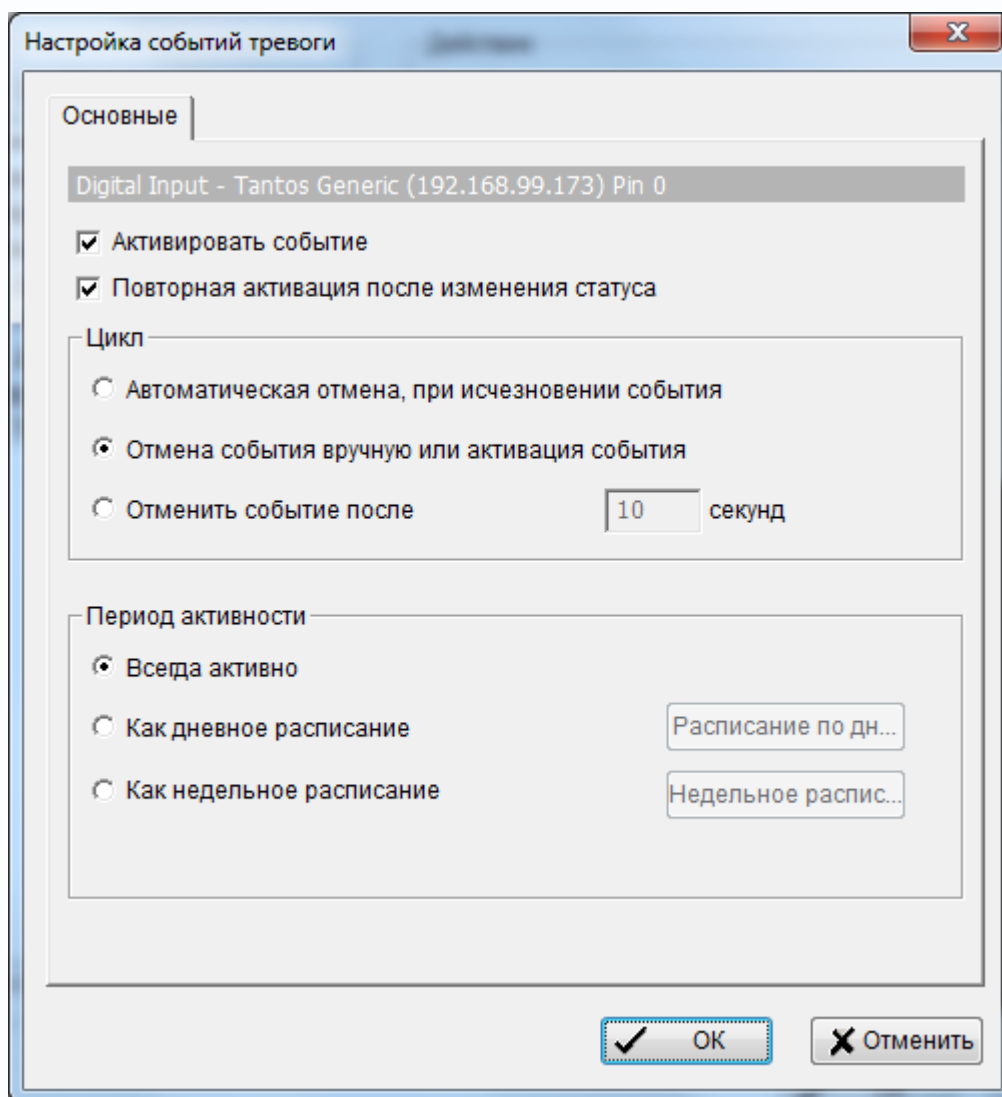 Настройка событий тревоги
Основные
Digital Input - Tantos Generic (192.168.99.173) Pin 0
Активировать событие
Повторная активация после изменения статуса
Цикл
Автоматическая отмена, при исчезновении события
Отмена события вручную или активация события
Отменить событие после 10 секунд
Период активности
Всегда активно
Как дневное расписание Расписание по дн...
Как недельное расписание Недельное распис...
ОК Отменить